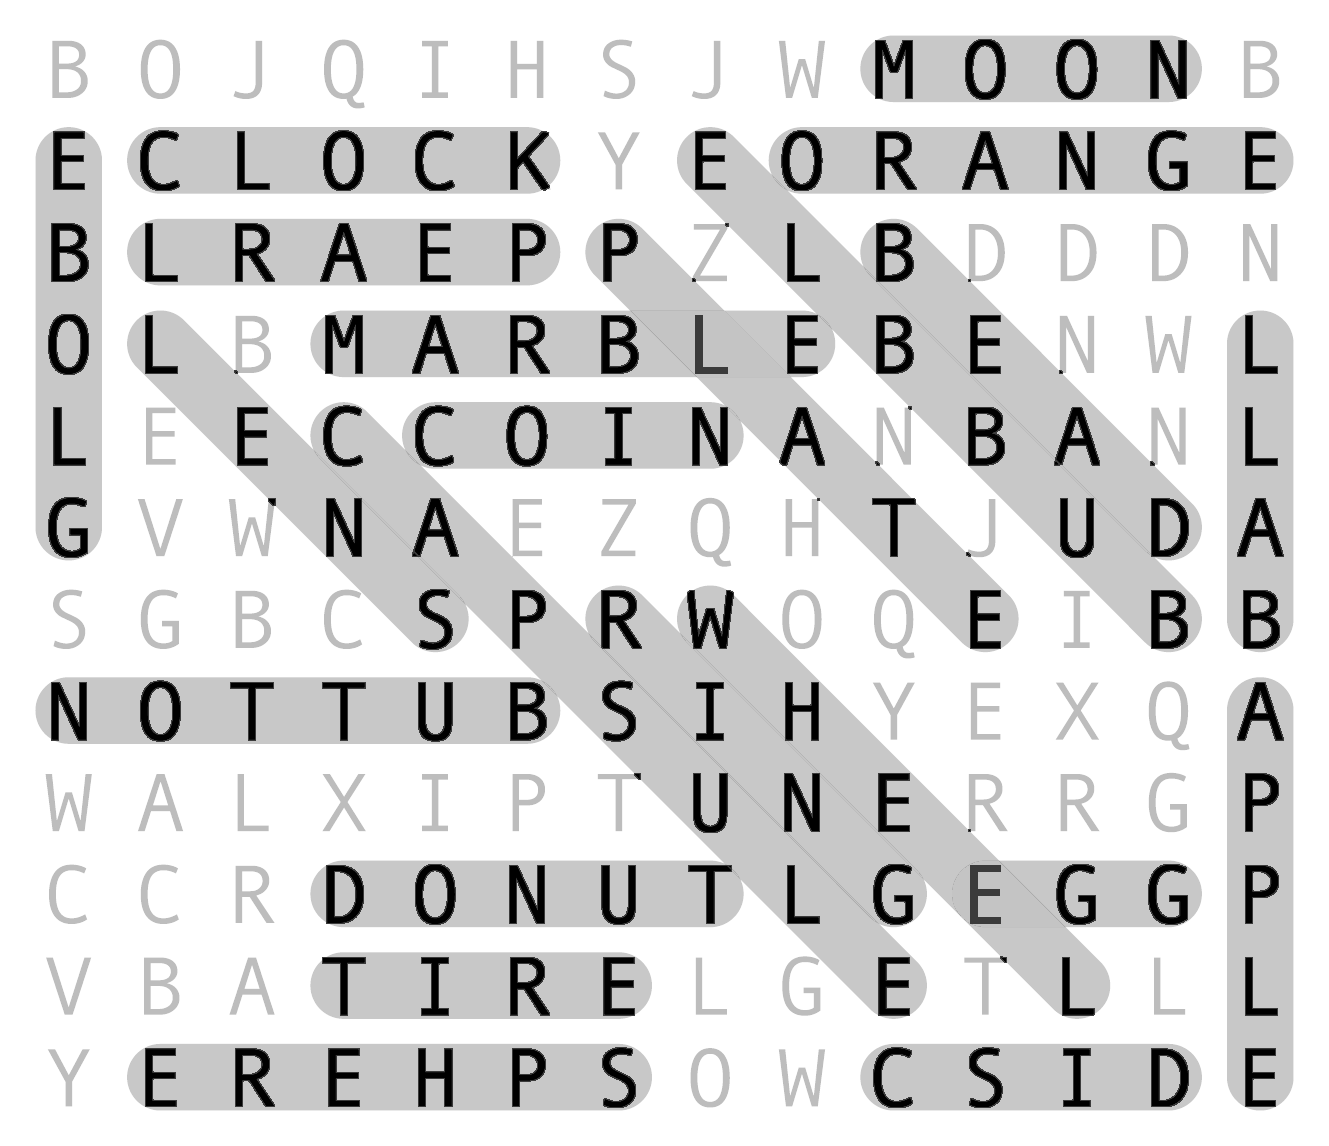 B O J Q I H S J W M O O N B
E C L O C K Y E O R A N G E
B L R A E P P Z L B D D D N
O L B M A R B L E B E N W L
L E E C C O I N A N B A N L
G V W N A E Z Q H T J U D A
S G B C S P R W O Q E I B B
N O T T U B S I H Y E X Q A
W A L X I P T U N E R R G P
C C R D O N U T L G E G G P
V B A T I R E L G E T L L L
Y E R E H P S O W C S I D E